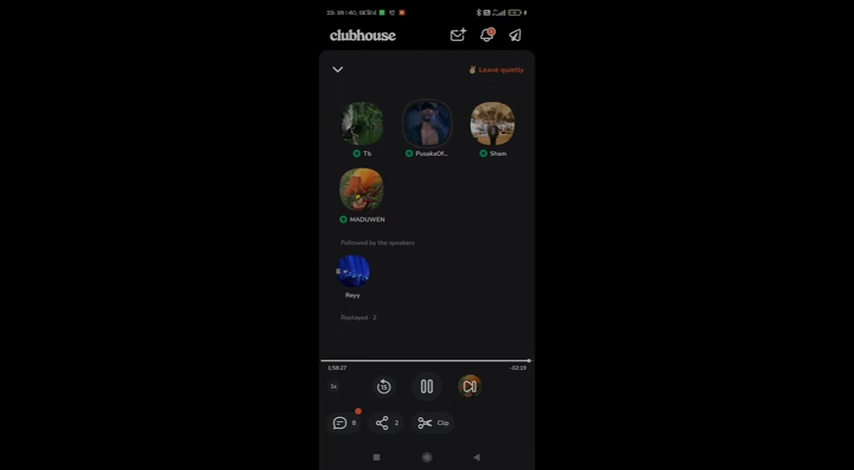 clubhouse
Leave quietly
Tb
PusakaOf...
Sham
MADUWEN
Followed by the speakers
Reyy
Replayed · 2
1:58:27
-02:19
1x
15
8
2
Clip